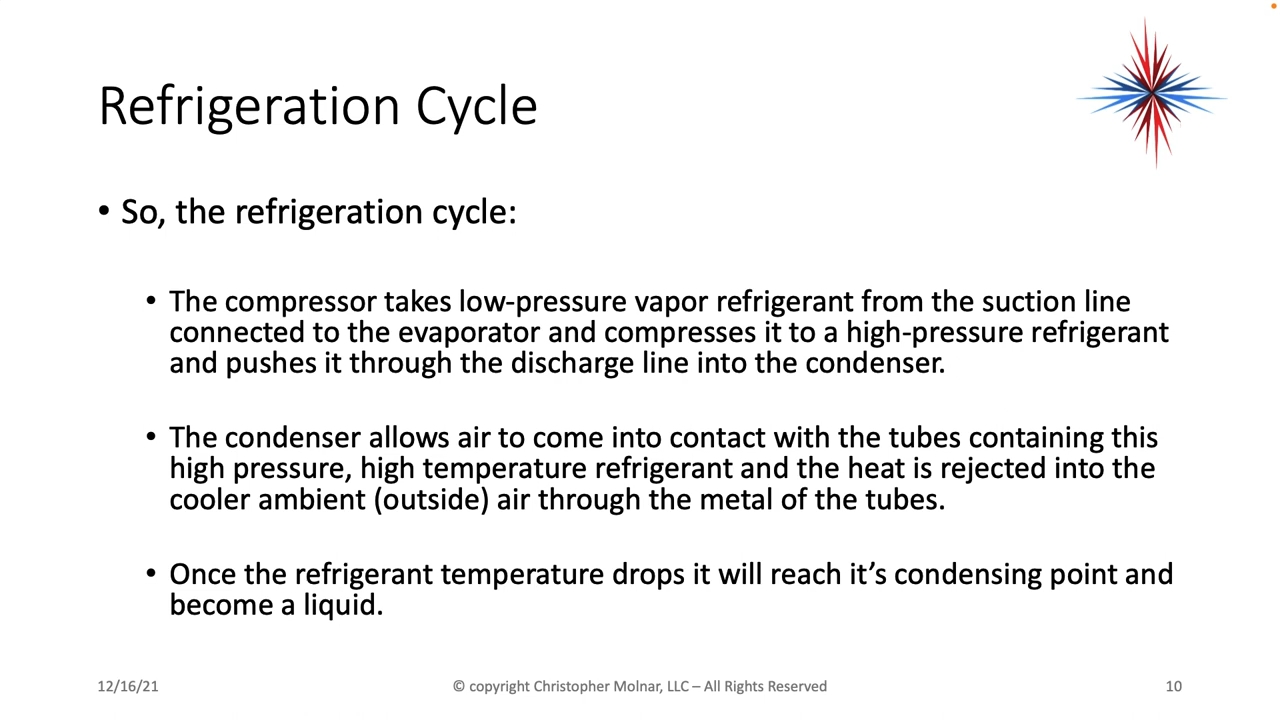 Refrigeration Cycle
• So, the refrigeration cycle:
• The compressor takes low-pressure vapor refrigerant from the suction line
connected to the evaporator and compresses it to a high-pressure refrigerant
and pushes it through the discharge line into the condenser.
• The condenser allows air to come into contact with the tubes containing this
high pressure, high temperature refrigerant and the heat is rejected into the
cooler ambient (outside) air through the metal of the tubes.
• Once the refrigerant temperature drops it will reach it’s condensing point and
become a liquid.
12/16/21
© copyright Christopher Molnar, LLC – All Rights Reserved
10